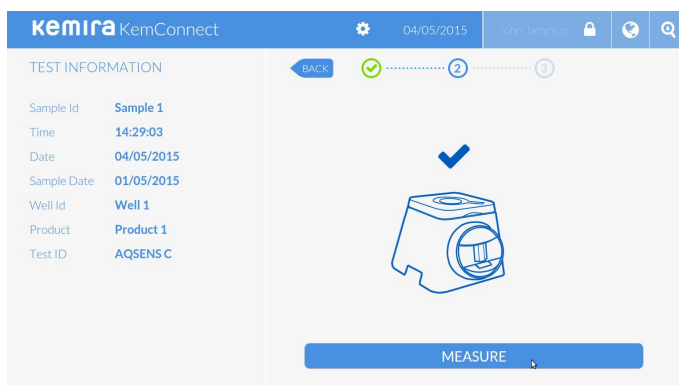 kemira KemConnect
04/05/2015
John Jameson
TEST INFORMATION
BACK
2
3
Sample Id Sample 1
Time 14:29:03
Date 04/05/2015
Sample Date 01/05/2015
Well Id Well 1
Product Product 1
Test ID AQSENS C
MEASURE